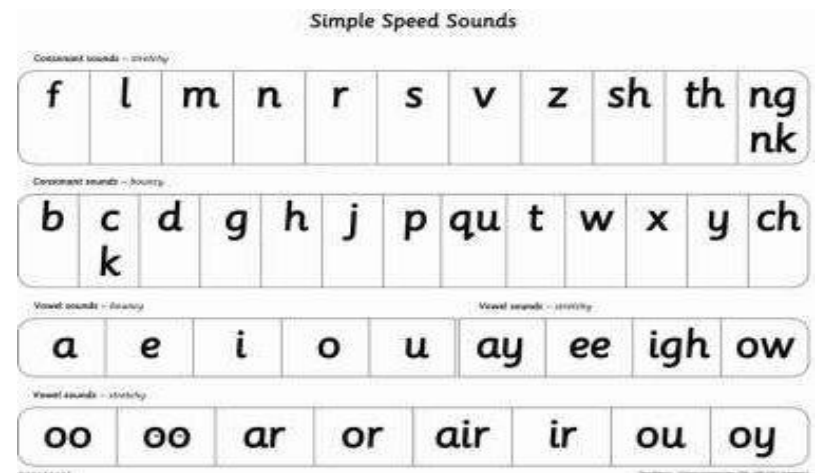 Simple Speed Sounds
Consonant sounds – stretchy
f l m n r s v z sh th ng
nk
Consonant sounds – bouncy
b c d g h j p qu t w x y ch
k
Vowel sounds – bouncy Vowel sounds – stretchy
a e i o u ay ee igh ow
Vowel sounds – stretchy
oo oo ar or air ir ou oy